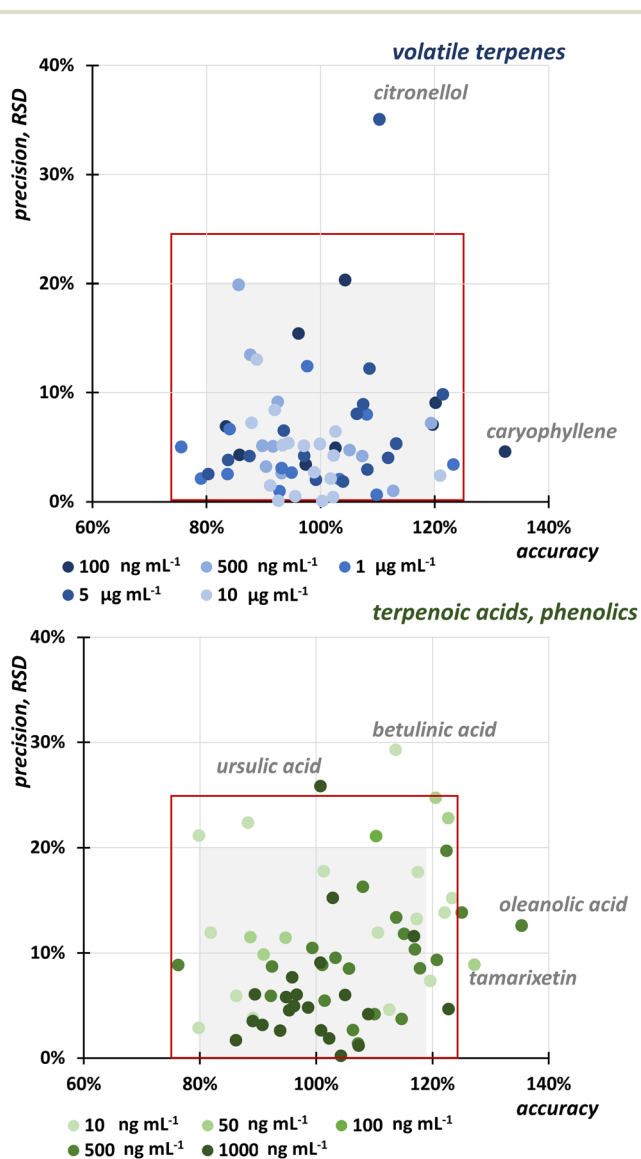 volatile terpenes
40%
citronellol
precision, RSD
30%
20%
10%
caryophyllene
0%
60% 80% 100% 120% 140%
accuracy
100 ng mL⁻¹ 500 ng mL⁻¹ 1 µg mL⁻¹
5 µg mL⁻¹ 10 µg mL⁻¹
terpenoic acids, phenolics
40%
precision, RSD
betulinic acid
30%
ursulic acid
20%
oleanolic acid
10%
tamarixetin
0%
60% 80% 100% 120% 140%
accuracy
10 ng mL⁻¹ 50 ng mL⁻¹ 100 ng mL⁻¹
500 ng mL⁻¹ 1000 ng mL⁻¹